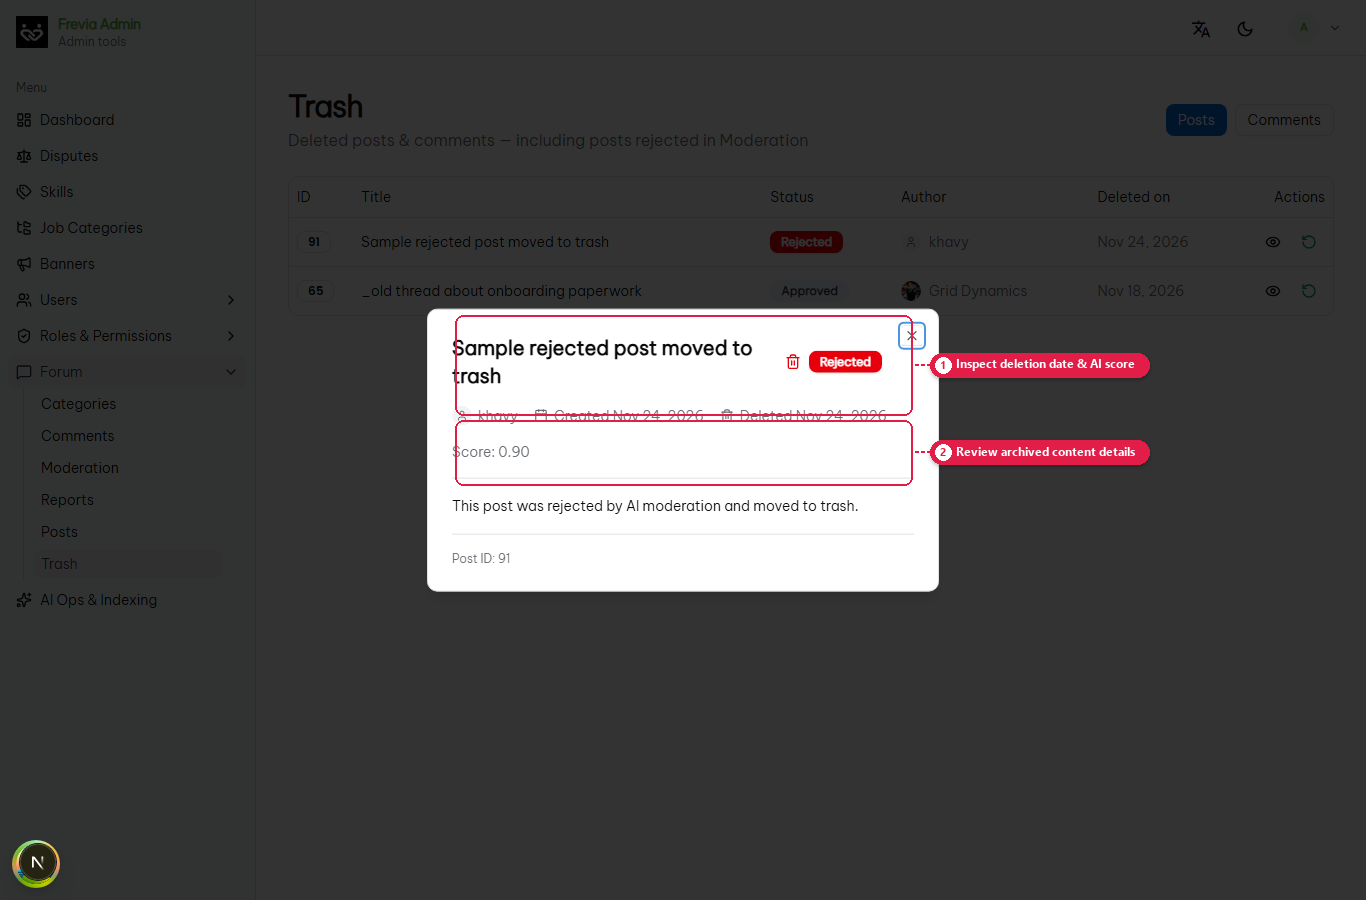 Frevia Admin
Admin tools
A
Menu
Dashboard
Disputes
Skills
Job Categories
Banners
Users
Roles & Permissions
Forum
Categories
Comments
Moderation
Reports
Posts
Trash
AI Ops & Indexing
N
Trash
Deleted posts & comments — including posts rejected in Moderation
Posts Comments
ID Title Status Author Deleted on Actions
91 Sample rejected post moved to trash Rejected khavy Nov 24, 2026
65 _old thread about onboarding paperwork Approved Grid Dynamics Nov 18, 2026
Sample rejected post moved to
trash
Rejected
khavy Created Nov 24, 2026 Deleted Nov 24, 2026
Score: 0.90
This post was rejected by AI moderation and moved to trash.
Post ID: 91
1 Inspect deletion date & AI score
2 Review archived content details